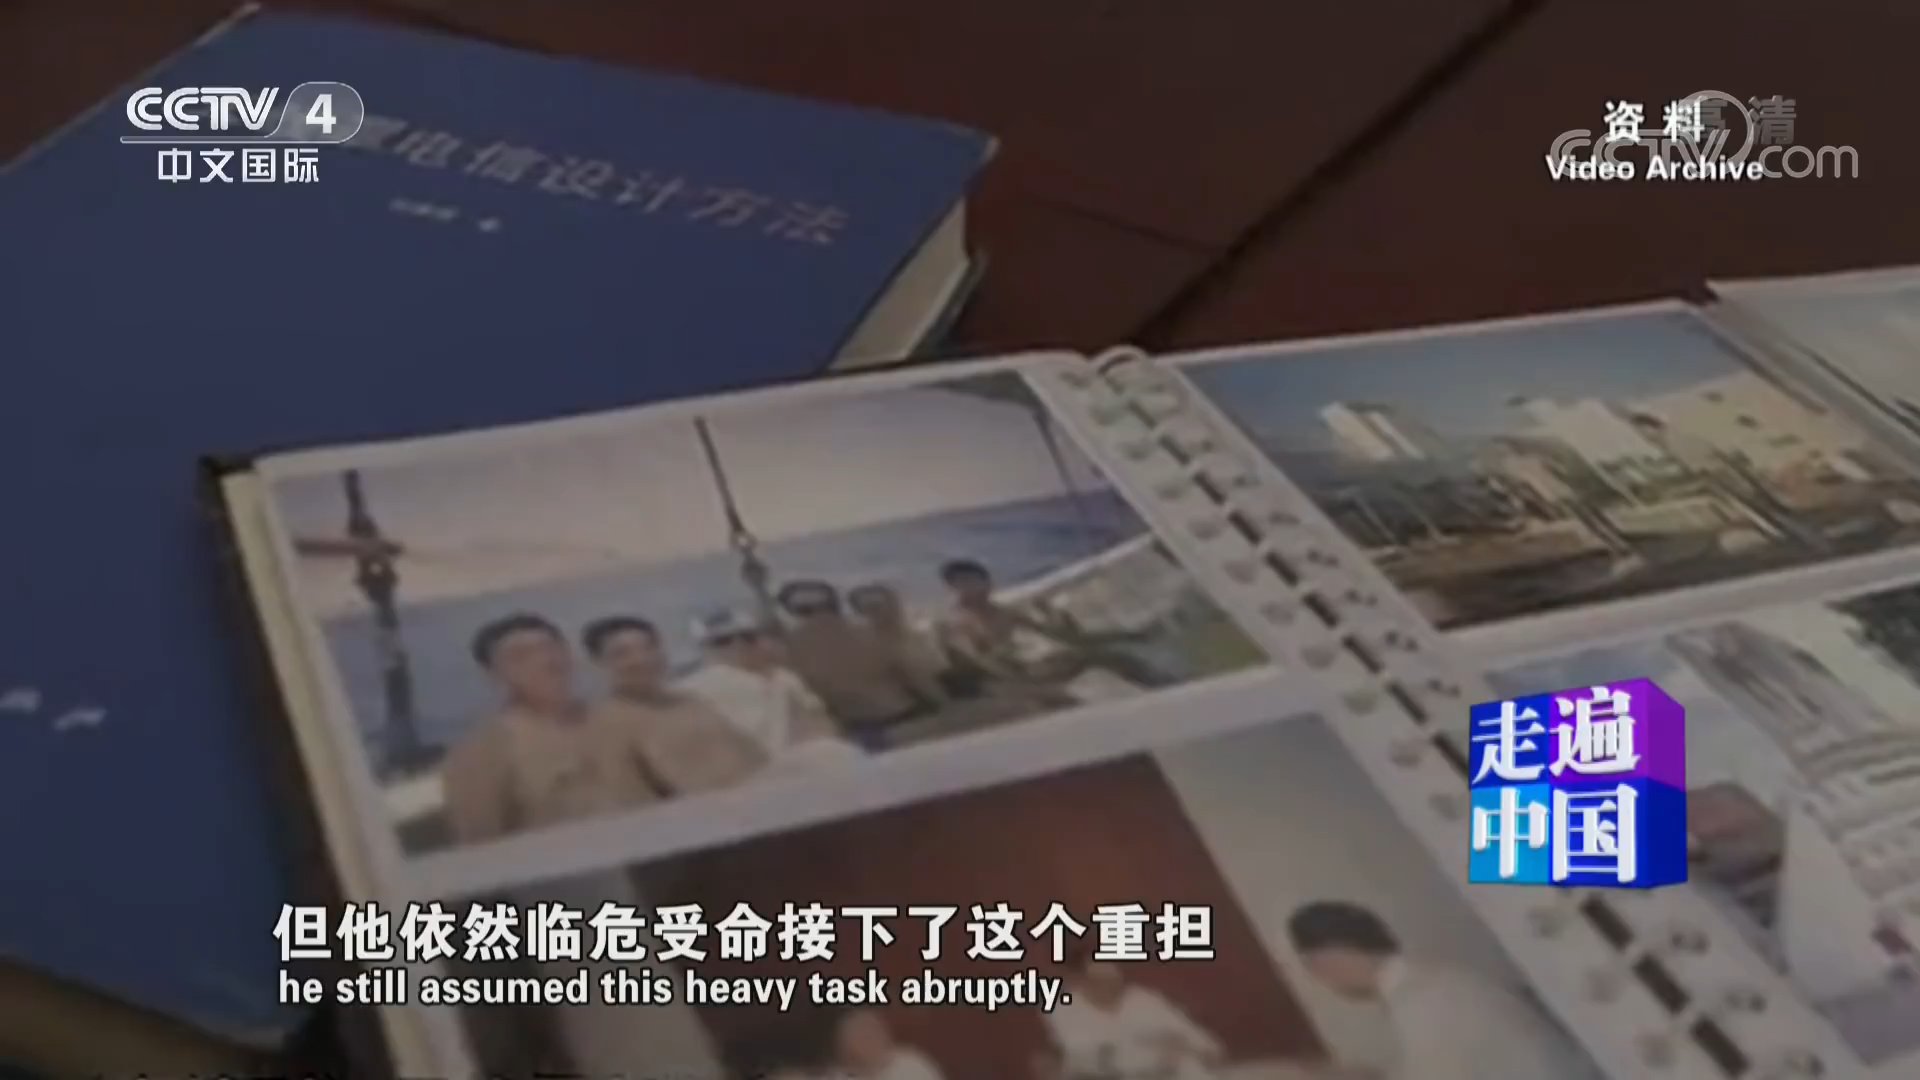 CCTV 4
中文国际
电信设计方法
资料
高清
CCTV.com
Video Archive
走遍
中国
但他依然临危受命接下了这个重担
he still assumed this heavy task abruptly.